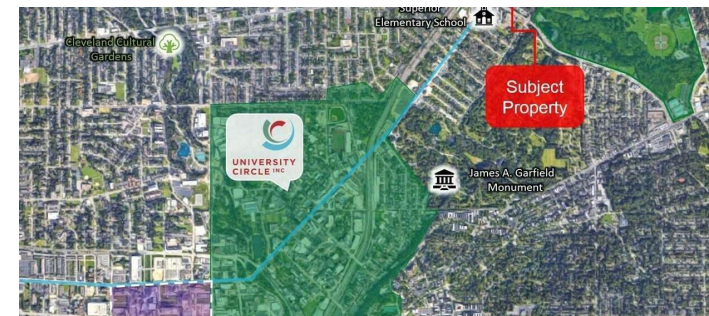 Superior
Elementary School
Cleveland Cultural
Gardens
Subject
Property
UNIVERSITY
CIRCLE INC
James A. Garfield
Monument